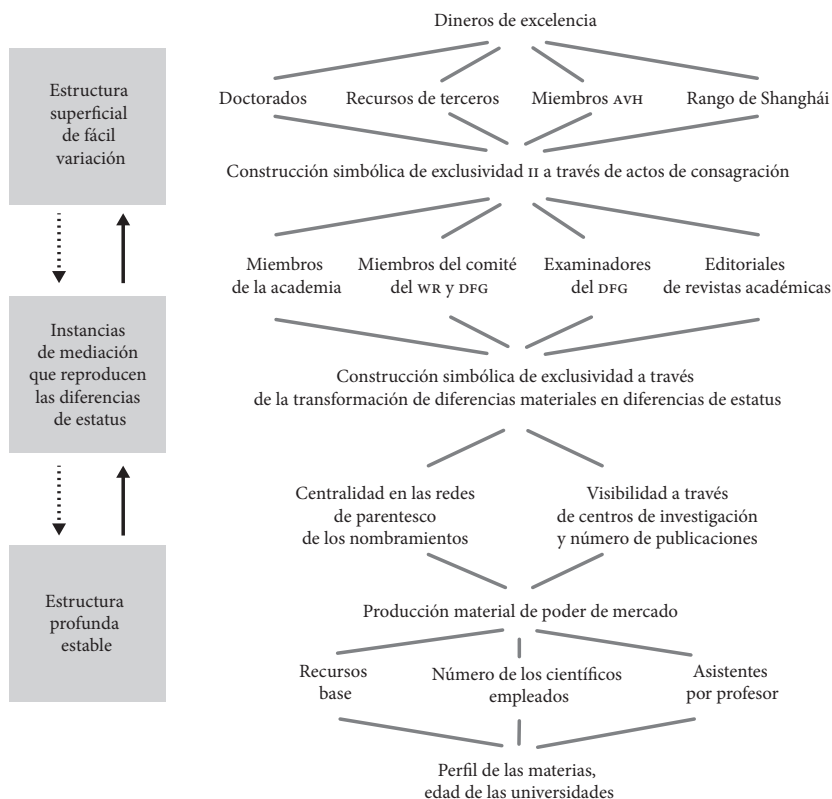 Dineros de excelencia
Estructura
superficial
de fácil
variación
Doctorados
Recursos de terceros
Miembros AVH
Rango de Shanghái
Construcción simbólica de exclusividad II a través de actos de consagración
Miembros
de la academia
Miembros del comité
del WR y DFG
Examinadores
del DFG
Editoriales
de revistas académicas
Instancias
de mediación
que reproducen
las diferencias
de estatus
Construcción simbólica de exclusividad a través
de la transformación de diferencias materiales en diferencias de estatus
Centralidad en las redes
de parentesco
de los nombramientos
Visibilidad a través
de centros de investigación
y número de publicaciones
Estructura
profunda
estable
Producción material de poder de mercado
Recursos
base
Número de los científicos
empleados
Asistentes
por profesor
Perfil de las materias,
edad de las universidades